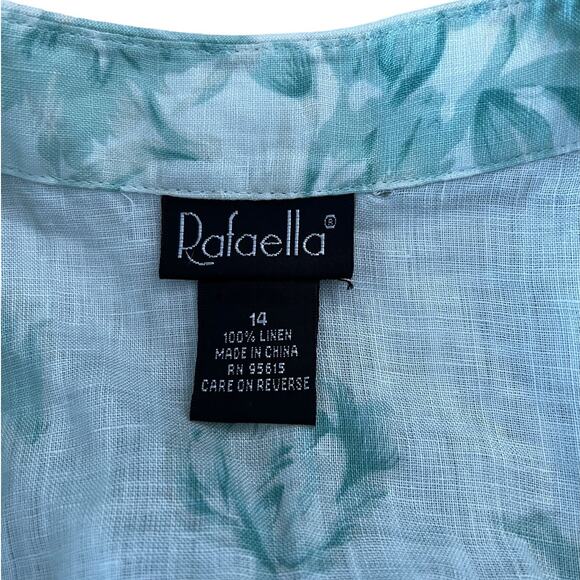 Rafaella®
14
100% LINEN
MADE IN CHINA
RN 95615
CARE ON REVERSE